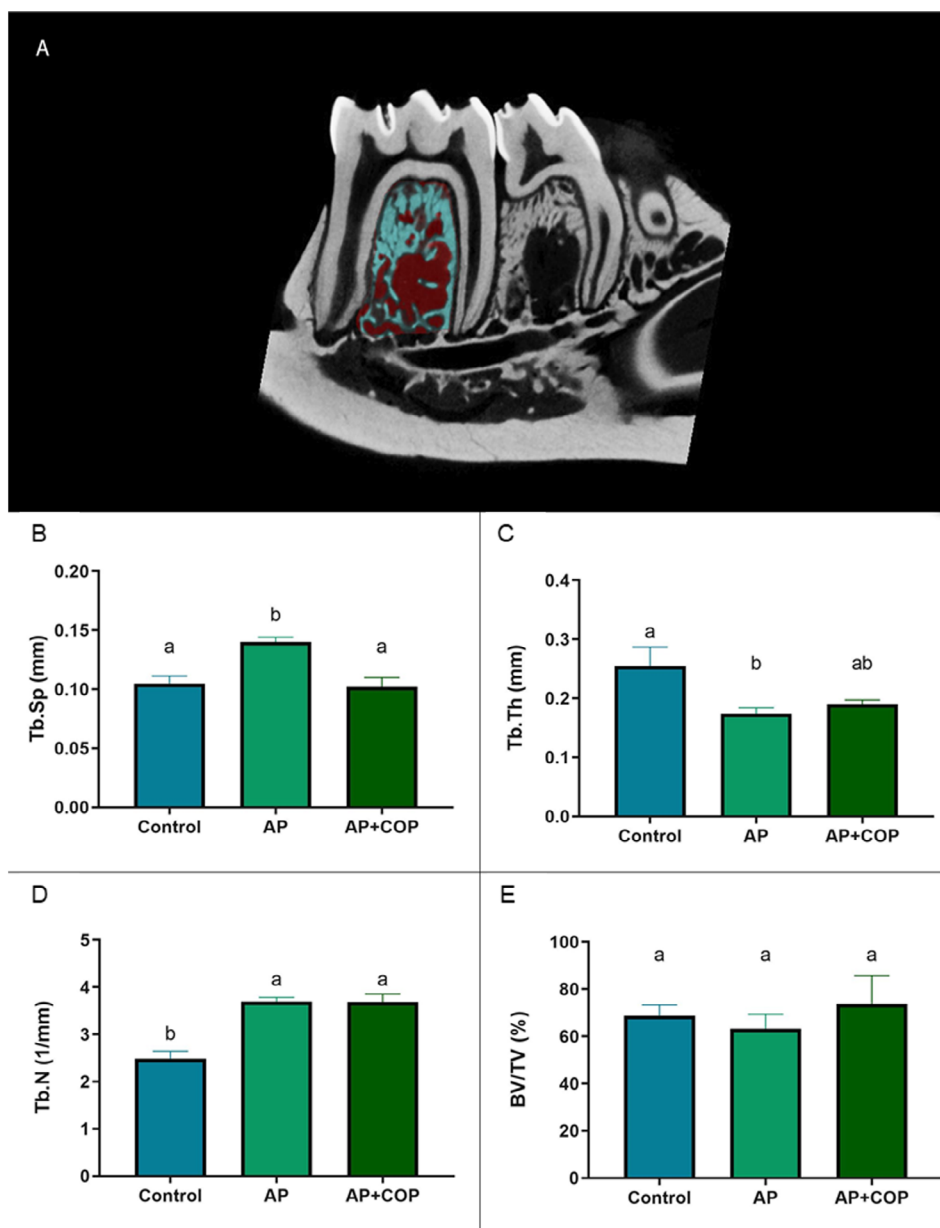 A
B
Tb.Sp (mm)
0.20
0.15
0.10
0.05
0.00
a
b
a
Control
AP
AP+COP
C
Tb.Th (mm)
0.4
0.3
0.2
0.1
0.0
a
b
ab
Control
AP
AP+COP
D
Tb.N (1/mm)
5
4
3
2
1
0
b
a
a
Control
AP
AP+COP
E
BV/TV (%)
100
80
60
40
20
0
a
a
a
Control
AP
AP+COP